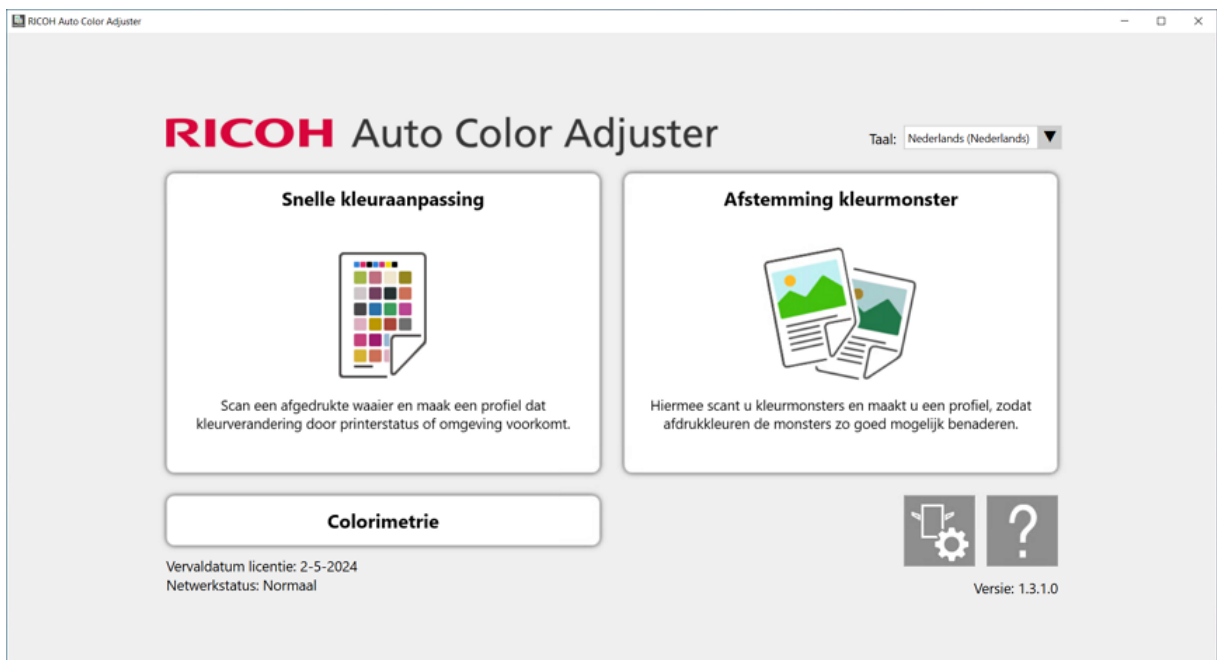 RICOH Auto Color Adjuster
RICOH Auto Color Adjuster
Taal: Nederlands (Nederlands)
Snelle kleuraanpassing
Scan een afgedrukte waaier en maak een profiel dat
kleurverandering door printerstatus of omgeving voorkomt.
Afstemming kleurmonster
Hiermee scant u kleurmonsters en maakt u een profiel, zodat
afdrukkleuren de monsters zo goed mogelijk benaderen.
Colorimetrie
?
Vervaldatum licentie: 2-5-2024
Netwerkstatus: Normaal
Versie: 1.3.1.0